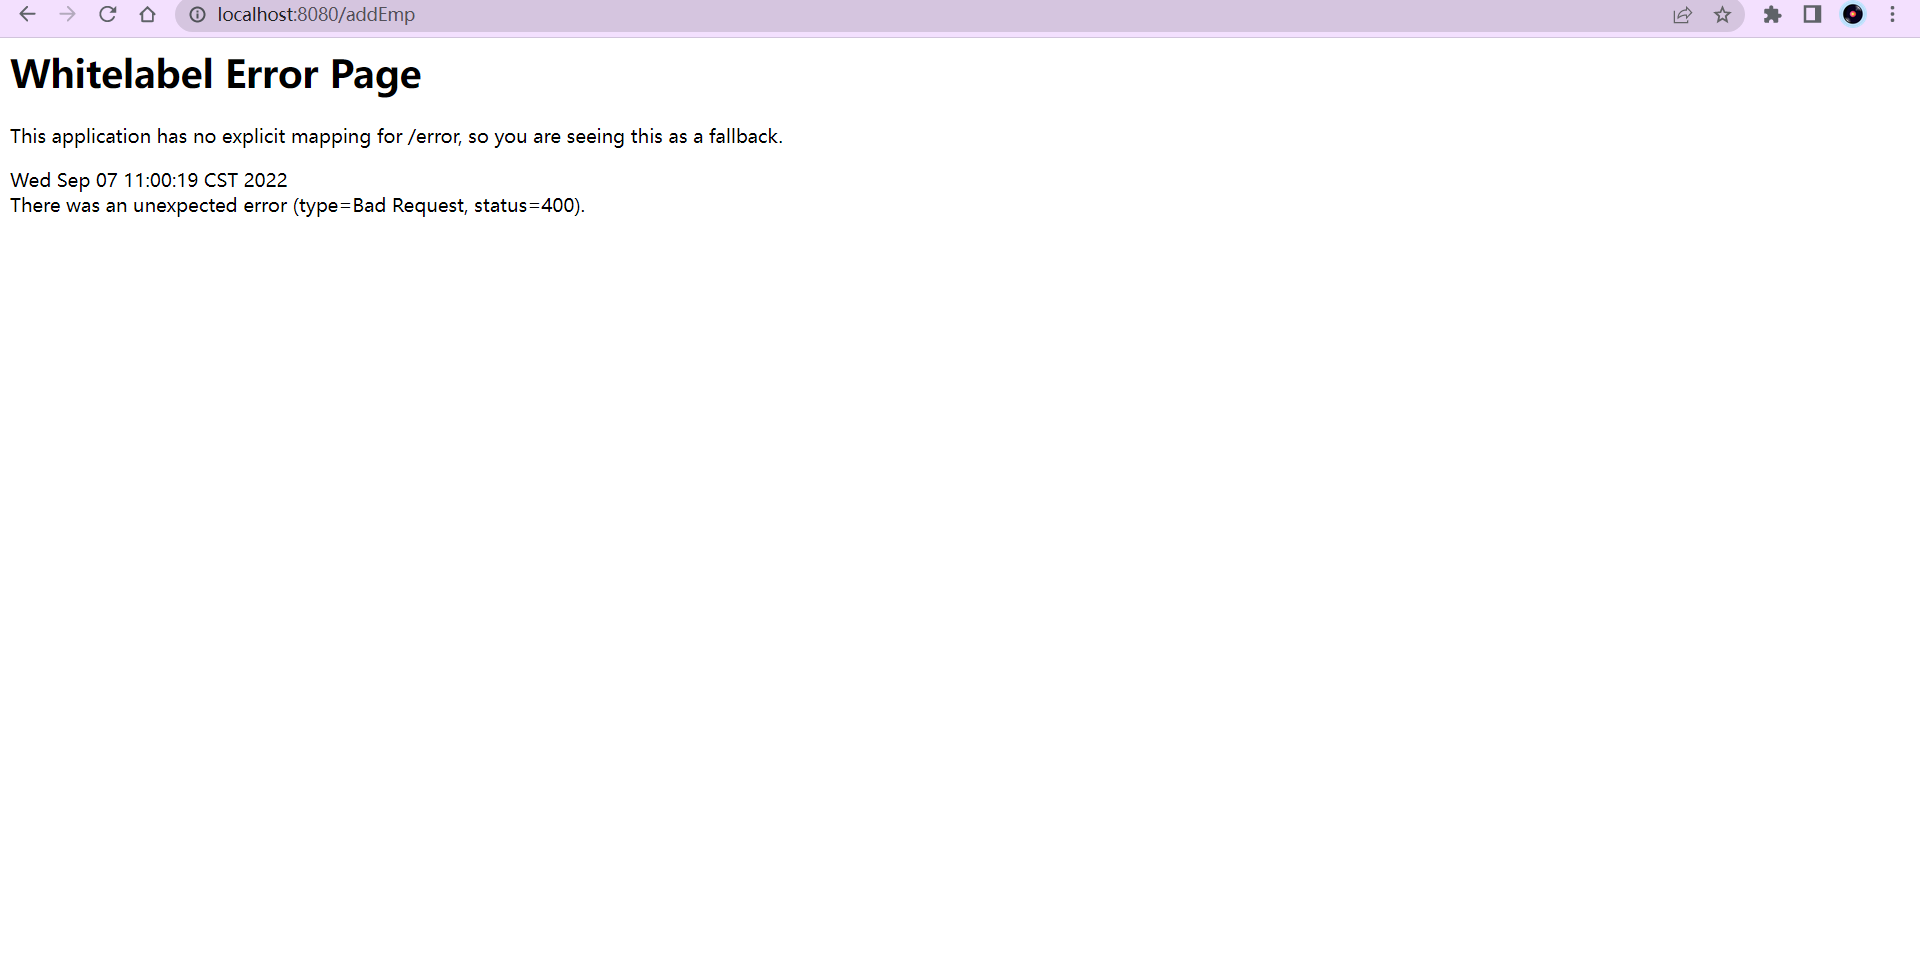 localhost:8080/addEmp
Whitelabel Error Page
This application has no explicit mapping for /error, so you are seeing this as a fallback.
Wed Sep 07 11:00:19 CST 2022
There was an unexpected error (type=Bad Request, status=400).